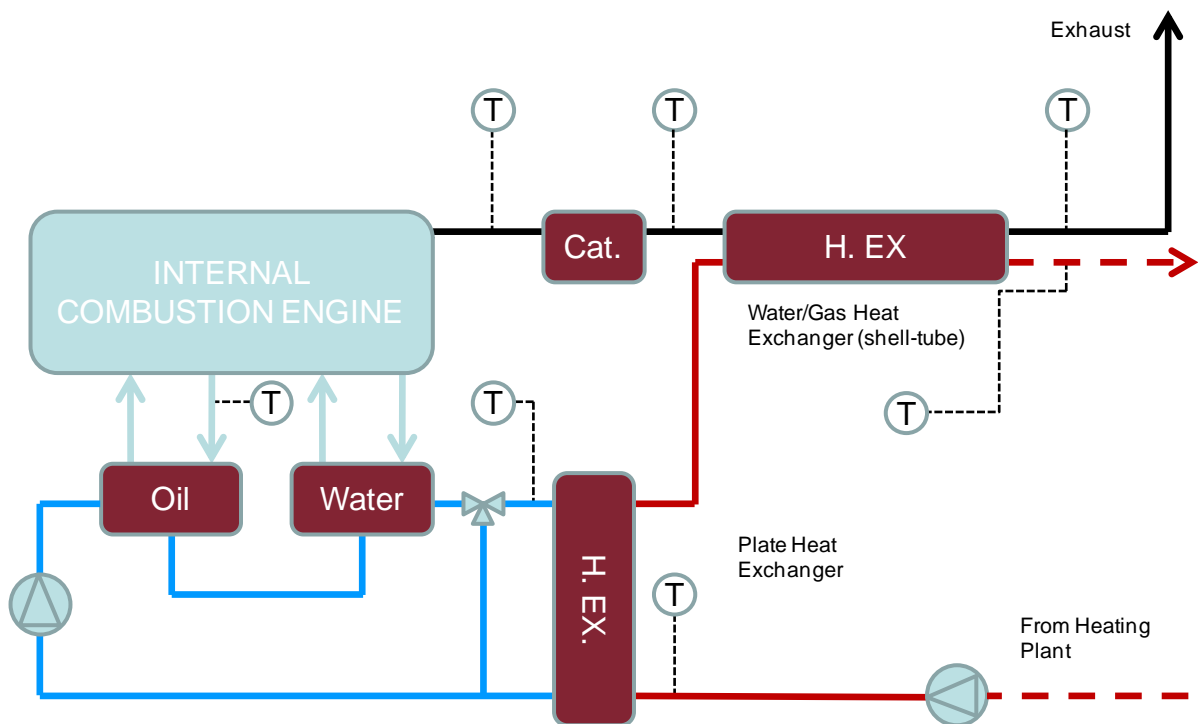 Exhaust
T
T
T
INTERNAL
COMBUSTION ENGINE
Cat.
H. EX
Water/Gas Heat
Exchanger (shell-tube)
T
T
T
Oil
Water
H. EX.
Plate Heat
Exchanger
T
From Heating
Plant